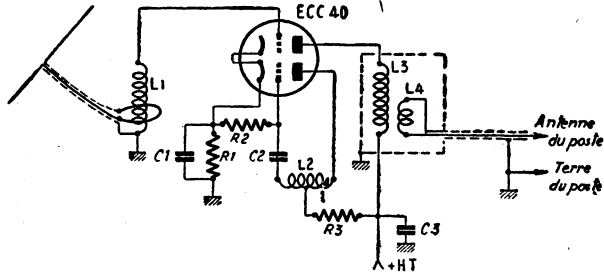 ECC 40
L1
L3
L4
Antenne
du poste
R2
C1
R1
C2
L2
Terre
du poste
R3
C3
+HT